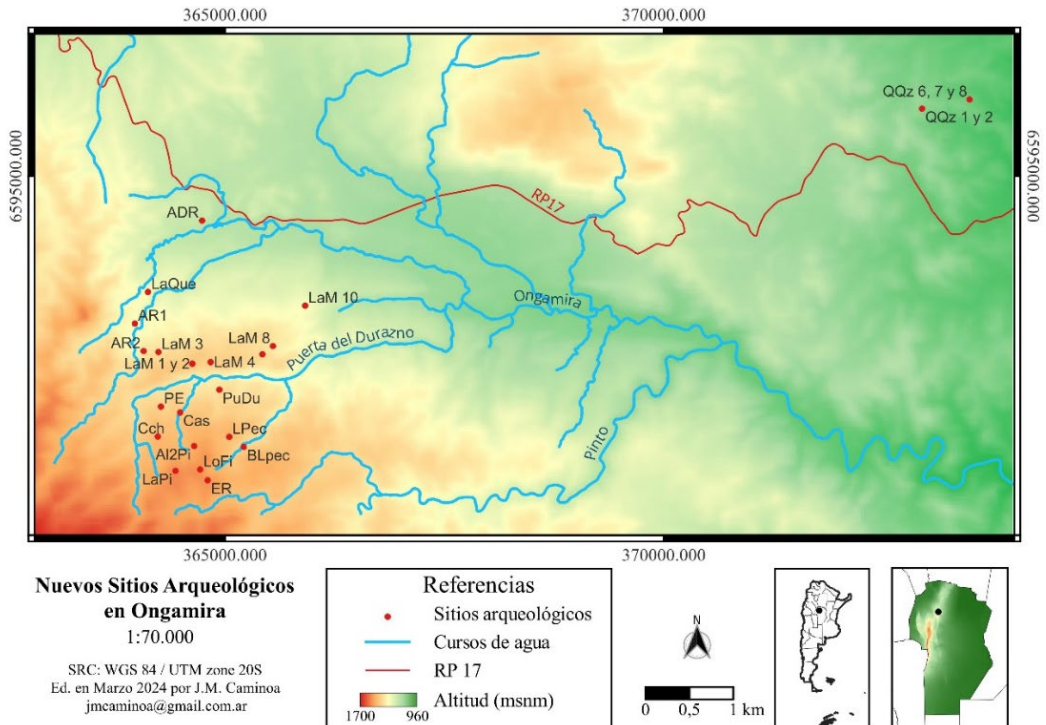 365000.000
370000.000
6595000.000
6595000.000
QQz 6, 7 y 8
QQz 1 y 2
ADR
RP17
LaQue
LaM 10
Ongamira
AR1
AR2
LaM 3
LaM 8
LaM 1 y 2
LaM 4
Puerta del Durazno
PE
PuDu
Cas
Cch
LPec
Al2Pi
BLpec
LoFi
LaPi
ER
Pinto
365000.000
370000.000
Nuevos Sitios Arqueológicos
en Ongamira
1:70.000
SRC: WGS 84 / UTM zone 20S
Ed. en Marzo 2024 por J.M. Caminoa
jmcaminoa@gmail.com.ar
Referencias
Sitios arqueológicos
Cursos de agua
RP 17
Altitud (msnm)
1700
960
N
0
0,5
1 km